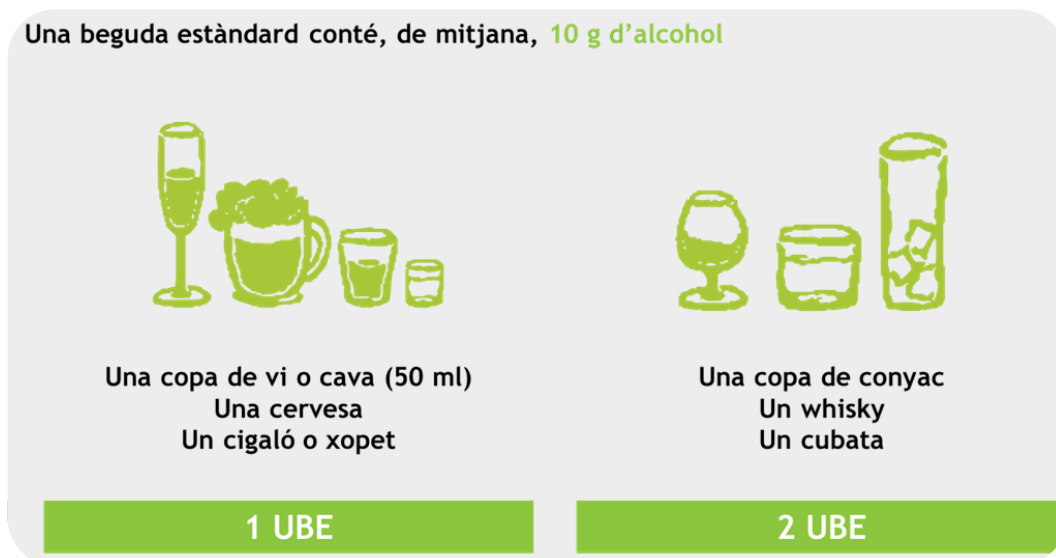 Una beguda estàndard conté, de mitjana, 10 g d’alcohol
Una copa de vi o cava (50 ml)
Una cervesa
Un cigaló o xopet
1 UBE
Una copa de conyac
Un whisky
Un cubata
2 UBE